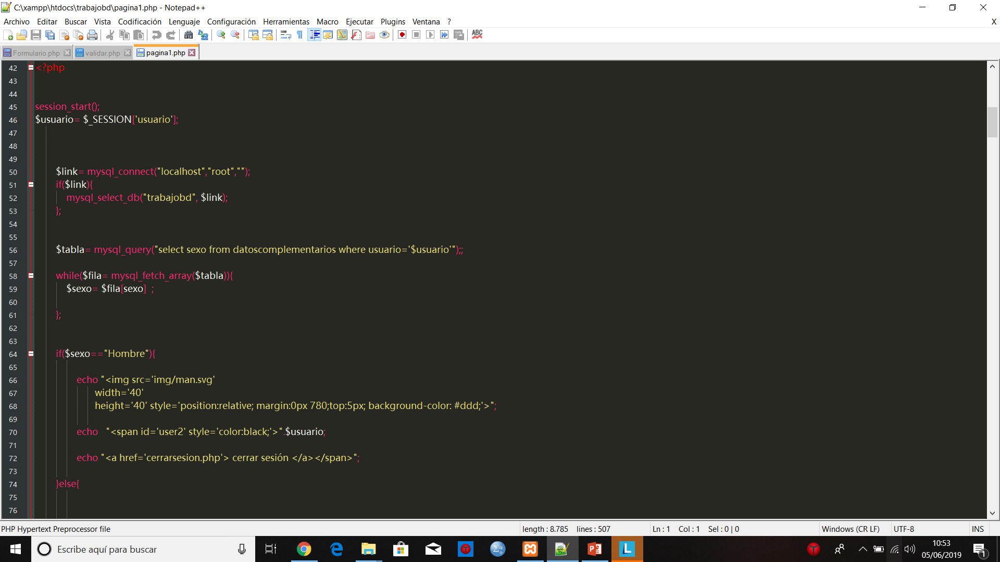 C:\xampp\htdocs\trabajobd\pagina1.php - Notepad++
Archivo Editar Buscar Vista Codificación Lenguaje Configuración Herramientas Macro Ejecutar Plugins Ventana ? X
ABC
Formulario.php validar.php pagina1.php
42 <?php
43
44
45 session_start();
46 $usuario= $_SESSION['usuario'];
47
48
49
50 $link= mysql_connect("localhost","root","");
51 if($link){
52 mysql_select_db("trabajobd", $link);
53 };
54
55
56 $tabla= mysql_query("select sexo from datoscomplementarios where usuario='$usuario'");;
57
58 while($fila= mysql_fetch_array($tabla)){
59 $sexo= $fila[sexo] ;
60
61 };
62
63
64 if($sexo=="Hombre"){
65
66 echo "<img src='img/man.svg'
67 width='40'
68 height='40' style='position:relative; margin:0px 780;top:5px; background-color: #ddd;'>";
69
70 echo "<span id='user2' style='color:black;'>".$usuario;
71
72 echo "<a href='cerrarsesion.php'> cerrar sesión </a></span>";
73
74 }else{
75
76
PHP Hypertext Preprocessor file length : 8.785 lines : 507 Ln : 1 Col : 1 Sel : 0 | 0 Windows (CR LF) UTF-8 INS
Escribe aquí para buscar
10:53
05/06/2019
1